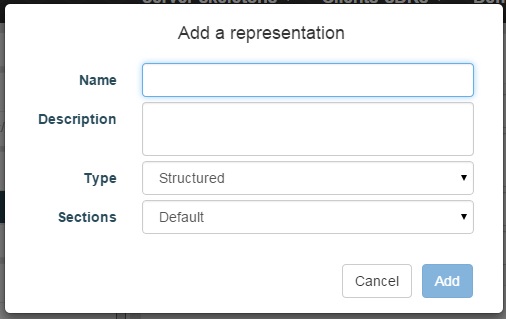 Add a representation
Name
Description
Type Structured
Sections Default
Cancel Add